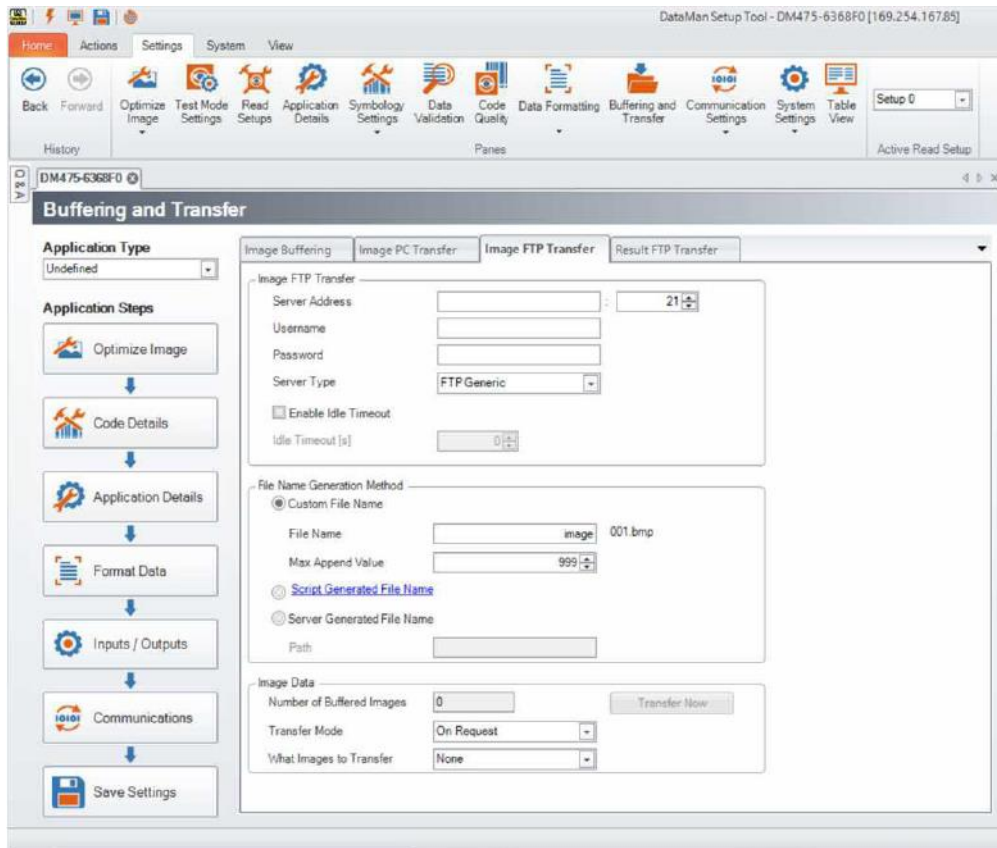 DataMan Setup Tool - DM475-6368F0 [169.254.167.85]
Home Actions Settings System View
Back Forward Optimize Image Test Mode Settings Read Setups Application Details Symbology Settings Data Validation Code Quality Data Formatting Buffering and Transfer Communication Settings System Settings Table View Setup 0
History Panes Active Read Setup
Q & A
DM475-6368F0
Buffering and Transfer
Application Type
Undefined
Application Steps
Optimize Image
Code Details
Application Details
Format Data
Inputs / Outputs
Communications
Save Settings
Image Buffering Image PC Transfer Image FTP Transfer Result FTP Transfer
Image FTP Transfer
Server Address : 21
Username
Password
Server Type FTP Generic
Enable Idle Timeout
Idle Timeout [s] 0
File Name Generation Method
Custom File Name
File Name image 001.bmp
Max Append Value 999
Script Generated File Name
Server Generated File Name
Path
Image Data
Number of Buffered Images 0 Transfer Now
Transfer Mode On Request
What Images to Transfer None